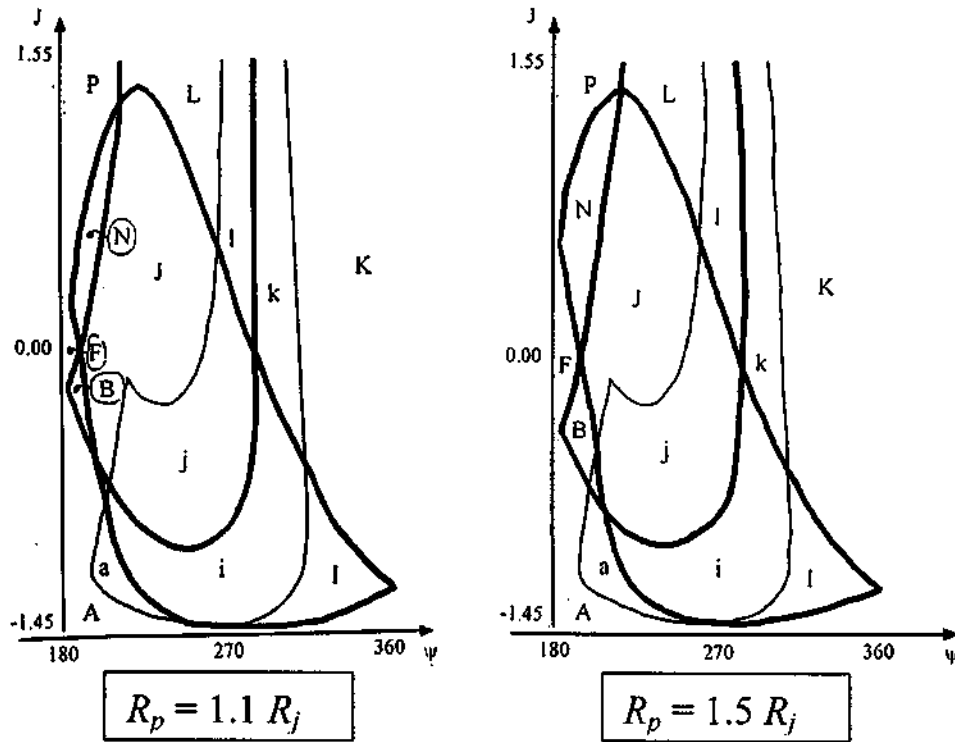 J
1.55
P
L
N
J
l
K
k
0.00
F
B
j
a
i
I
A
-1.45
180
270
360
ψ
R_p = 1.1 R_j
J
1.55
P
L
N
l
J
K
0.00
F
k
B
j
a
i
I
A
-1.45
180
270
360
ψ
R_p = 1.5 R_j